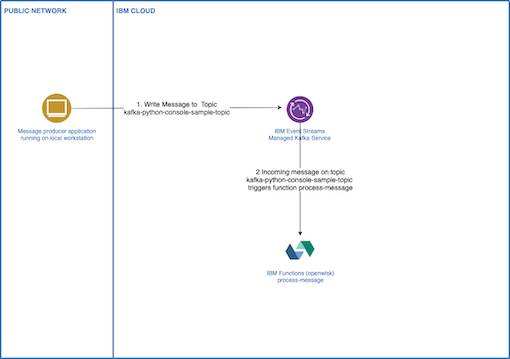 PUBLIC NETWORK
IBM CLOUD
1. Write Message to Topic
kafka-python-console-sample-topic
Message producer application
running on local workstation
IBM Event Streams
Managed Kafka Service
2 Incoming message on topic
kafka-python-console-sample-topic
triggers function process-message
IBM Functions (openwisk)
process-message